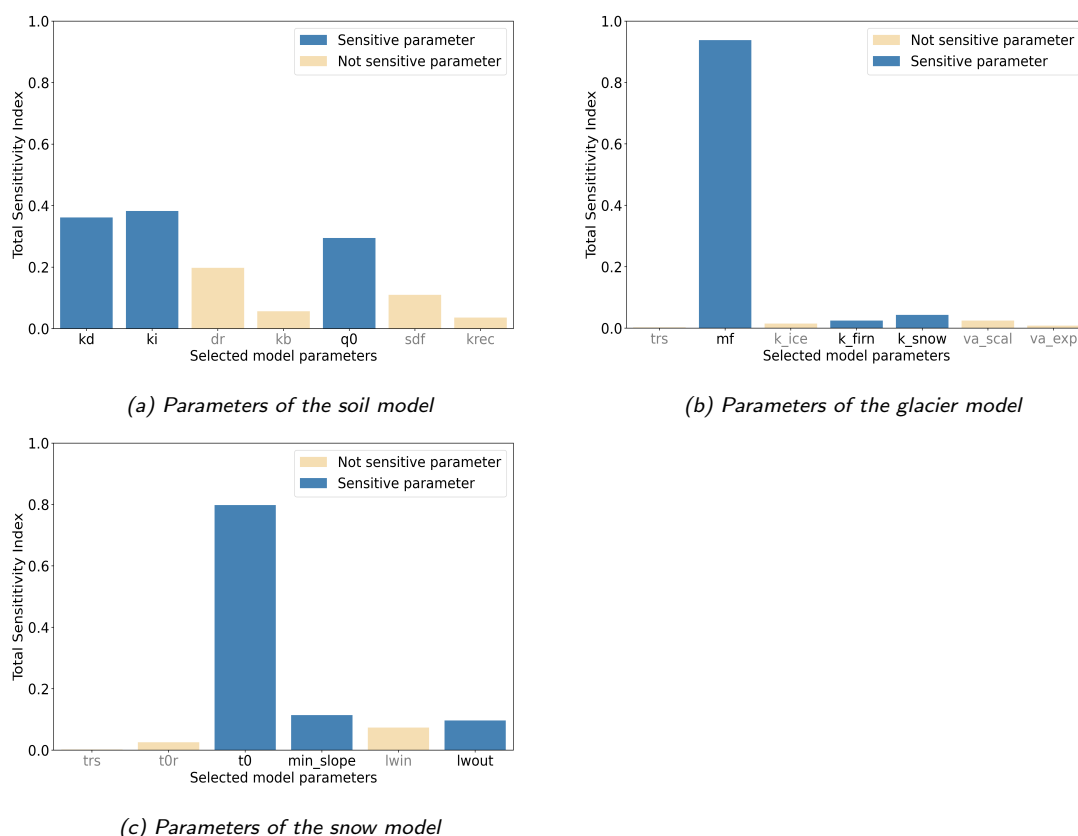 1.0
0.8
0.6
0.4
0.2
0.0
Total Sensititivity Index
Sensitive parameter
Not sensitive parameter
kd ki dr kb q0 sdf krec
Selected model parameters
(a) Parameters of the soil model
1.0
0.8
0.6
0.4
0.2
0.0
Total Sensititivity Index
Not sensitive parameter
Sensitive parameter
trs mf k_ice k_firn k_snow va_scal va_exp
Selected model parameters
(b) Parameters of the glacier model
1.0
0.8
0.6
0.4
0.2
0.0
Total Sensititivity Index
Not sensitive parameter
Sensitive parameter
trs t0r t0 min_slope lwin lwout
Selected model parameters
(c) Parameters of the snow model